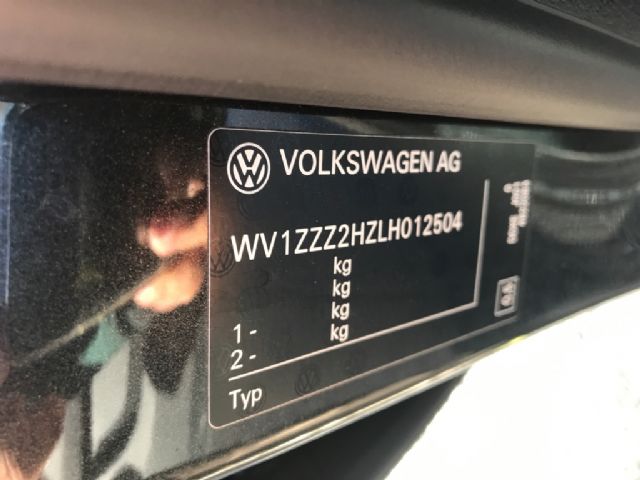 VOLKSWAGEN AG
WV1ZZZ2HZLH012504
kg
kg
kg
1 - kg
2 -
Typ